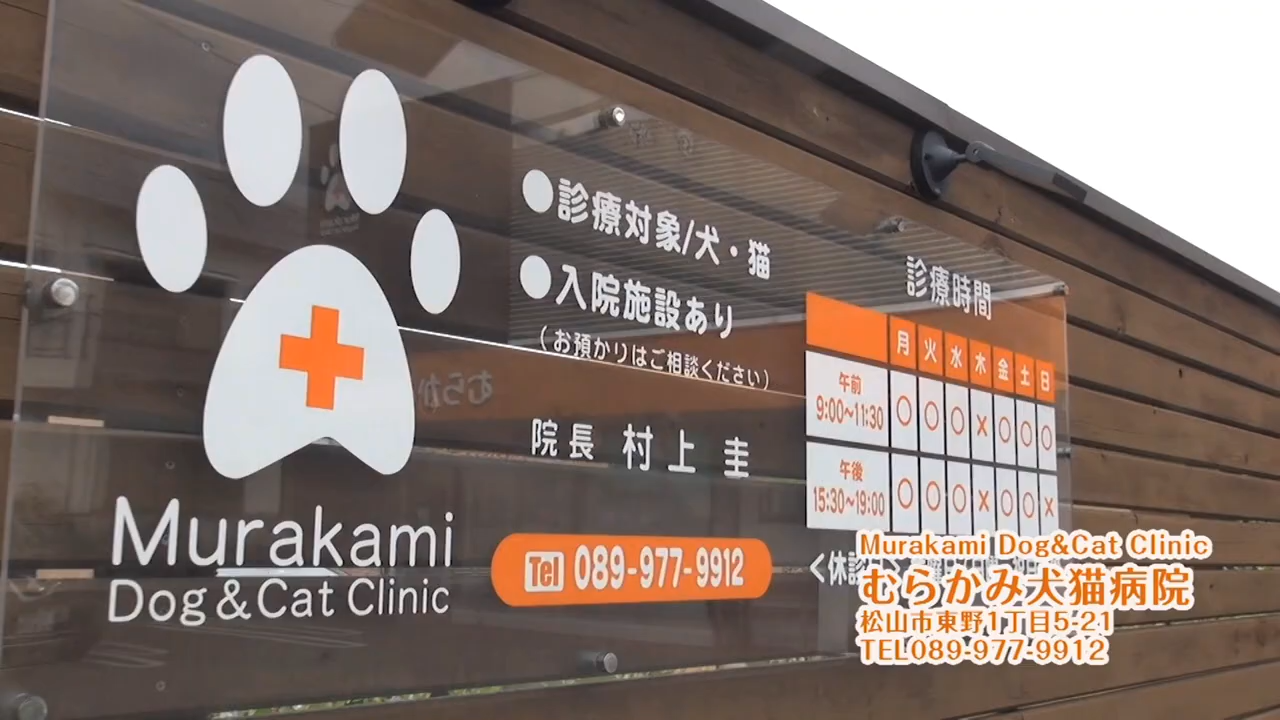 Murakami
Dog&Cat Clinic
●診療対象/犬・猫
●入院施設あり
(お預かりはご相談ください)
院長 村上 圭
Tel 089-977-9912
診療時間
月 火 水 木 金 土 日
午前
9:00~11:30 ○ ○ ○ × ○ ○ ○
午後
15:30~19:00 ○ ○ ○ × ○ ○ ×
<休診
Murakami Dog&Cat Clinic
むらかみ犬猫病院
松山市東野1丁目5-21
TEL089-977-9912